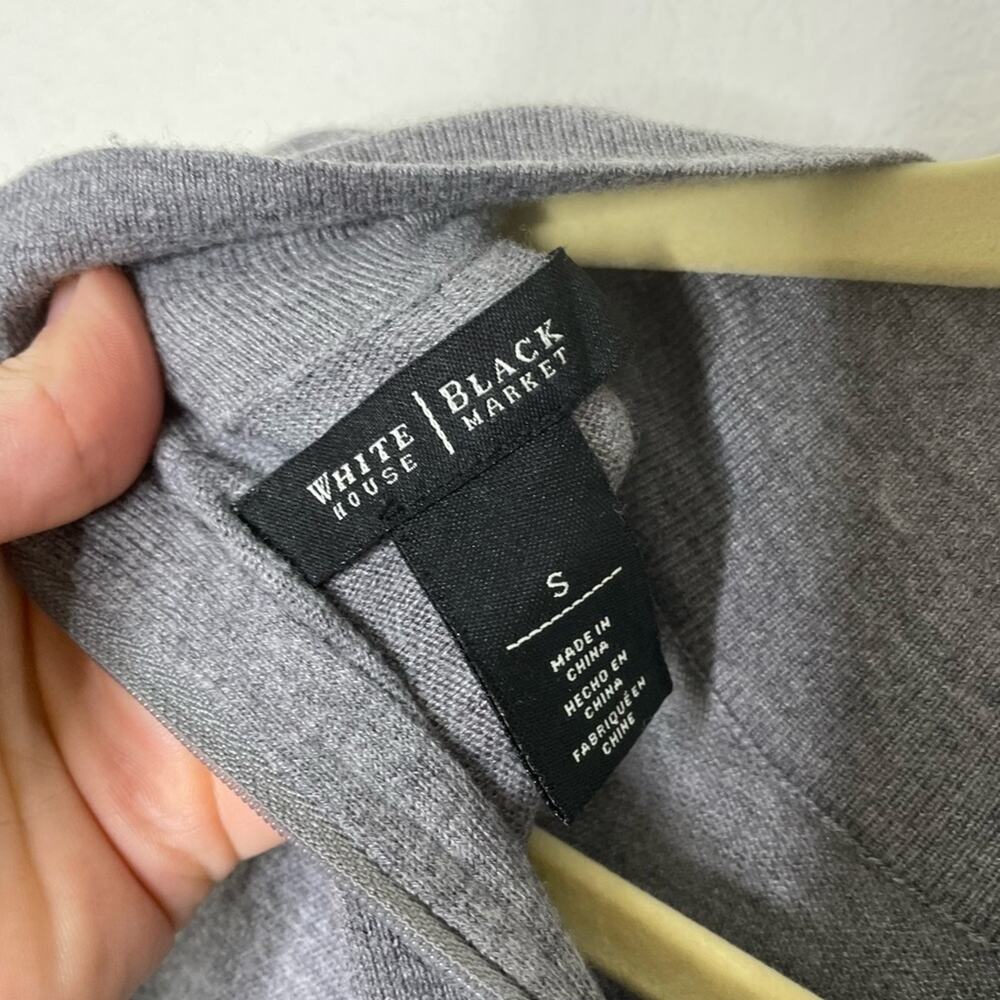 WHITE | BLACK
HOUSE | MARKET
S
MADE IN
CHINA
HECHO EN
CHINA
FABRIQUÉ EN
CHINE